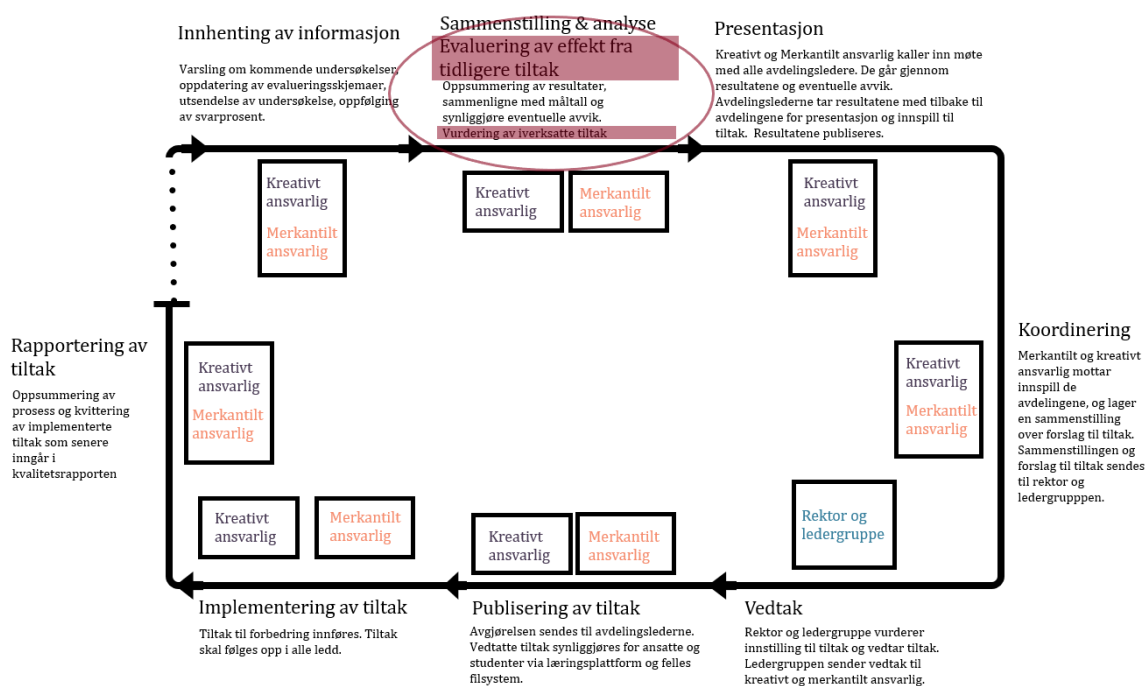 Innhenting av informasjon
Varsling om kommende undersøkelser,
oppdatering av evalueringsskjemaer,
utsendelse av undersøkelse, oppfølging
av svarprosent.
Sammenstilling & analyse
Evaluering av effekt fra
tidligere tiltak
Oppsummering av resultater,
sammenligne med måltall og
synliggjøre eventuelle avvik.
Vurdering av iverksatte tiltak
Presentasjon
Kreativt og Merkantilt ansvarlig kaller inn møte
med alle avdelingsledere. De går gjennom
resultatene og eventuelle avvik.
Avdelingslederne tar resultatene med tilbake til
avdelingene for presentasjon og innspill til
tiltak.  Resultatene publiseres.
Kreativt
ansvarlig
Merkantilt
ansvarlig
Kreativt
ansvarlig
Merkantilt
ansvarlig
Kreativt
ansvarlig
Merkantilt
ansvarlig
Koordinering
Merkantilt og kreativt
ansvarlig mottar
innspill de
avdelingene, og lager
en sammenstilling
over forslag til tiltak.
Sammenstillingen og
forslag til tiltak sendes
til rektor og
ledergrupppen.
Kreativt
ansvarlig
Merkantilt
ansvarlig
Rektor og
ledergruppe
Vedtak
Rektor og ledergruppe vurderer
innstilling til tiltak og vedtar tiltak.
Ledergruppen sender vedtak til
kreativt og merkantilt ansvarlig.
Kreativt
ansvarlig
Merkantilt
ansvarlig
Publisering av tiltak
Avgjørelsen sendes til avdelingslederne.
Vedtatte tiltak synliggjøres for ansatte og
studenter via læringsplattform og felles
filsystem.
Kreativt
ansvarlig
Merkantilt
ansvarlig
Implementering av tiltak
Tiltak til forbedring innføres. Tiltak
skal følges opp i alle ledd.
Rapportering av
tiltak
Oppsummering av
prosess og kvittering
av implementerte
tiltak som senere
inngår i
kvalitetsrapporten
Kreativt
ansvarlig
Merkantilt
ansvarlig